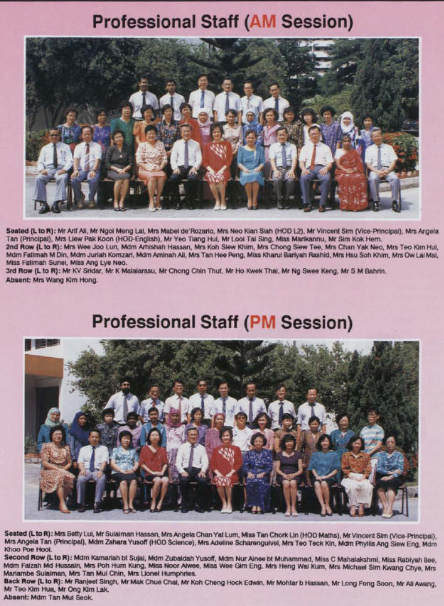 Professional Staff (AM Session)
Seated (L to R): Mr Arif Ali, Mr Ngoi Meng Lai, Mrs Mabel de'Rozario, Mrs Neo Kian Siah (HOD L2), Mr Vincent Sim (Vice-Principal), Mrs Angela
Tan (Principal), Mrs Liew Pak Koon (HOD-English), Mr Yeo Tiang Hui, Mr Looi Tai Sing, Miss Marikannu, Mr Sim Kok Hem.
2nd Row (L to R): Mrs Wee Joo Lun, Mdm Arhishah Hassan, Mrs Koh Siew Khim, Mrs Chong Siew Tee, Mrs Chan Yak Neo, Mrs Teo Kim Hui,
Mdm Fatimah M Din, Mdm Juriah Komzari, Mdm Aminah Ali, Mrs Tan Hee Peng, Miss Kharul Bariyah Rashid, Mrs Hsu Soh Khim, Mrs Ow Lai Mai,
Miss Fatimah Sunei, Miss Ang Lye Neo.
3rd Row (L to R): Mr KV Sridar, Mr K Malaiarasu, Mr Chong Chin Thut, Mr Ho Kwek Thai, Mr Ng Swee Keng, Mr S M Bahrin.
Absent: Mrs Wang Kim Hong.
Professional Staff (PM Session)
Seated (L to R): Mrs Betty Lui, Mr Sulaiman Hassan, Mrs Angela Chan Yal Lum, Miss Tan Chork Lin (HOD Maths), Mr Vincent Sim (Vice-Principal),
Mrs Angela Tan (Principal), Mdm Zahara Yusoff (HOD Science), Mrs Adeline Scharenguivel, Mrs Teo Teck Kin, Mdm Phyllis Ang Siew Eng, Mdm
Khoo Pee Hool.
Second Row (L to R): Mdm Kamariah bt Sujai, Mdm Zubaidah Yusoff, Mdm Nur Ainee bt Muhammad, Miss C Mahalakshmi, Miss Rabiyah Bee,
Mdm Faizah Md Hussain, Mrs Poh Hum Kung, Miss Noor Alwee, Miss Wee Gim Eng, Mrs Heng Wai Kum, Mrs Michael Sim Kwang Chye, Mrs
Mariambe Sulaiman, Mrs Tan Mui Chin, Mrs Lionel Humphries.
Back Row (L to R): Mr Ranjeet Singh, Mr Mak Chue Chai, Mr Koh Cheng Hock Edwin, Mr Mohtar b Hassan, Mr Long Feng Soon, Mr Ali Awang,
Mr Teo Kim Hua, Mr Ong Kim Lak.
Absent: Mdm Tan Mui Seok.